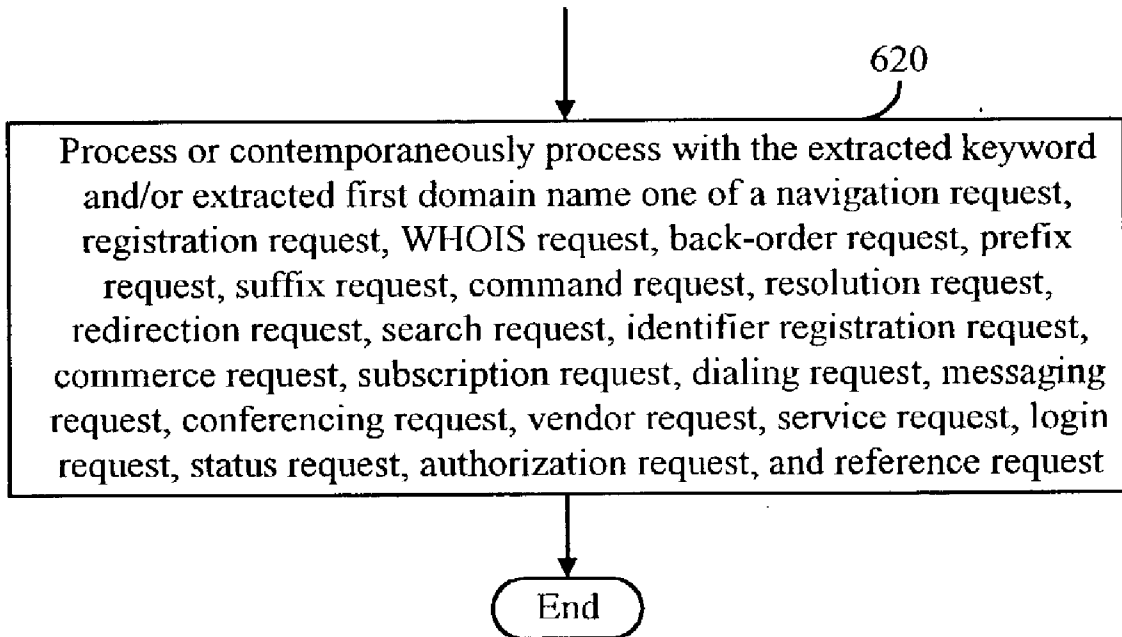 620
Process or contemporaneously process with the extracted keyword
and/or extracted first domain name one of a navigation request,
registration request, WHOIS request, back-order request, prefix
request, suffix request, command request, resolution request,
redirection request, search request, identifier registration request,
commerce request, subscription request, dialing request, messaging
request, conferencing request, vendor request, service request, login
request, status request, authorization request, and reference request
End